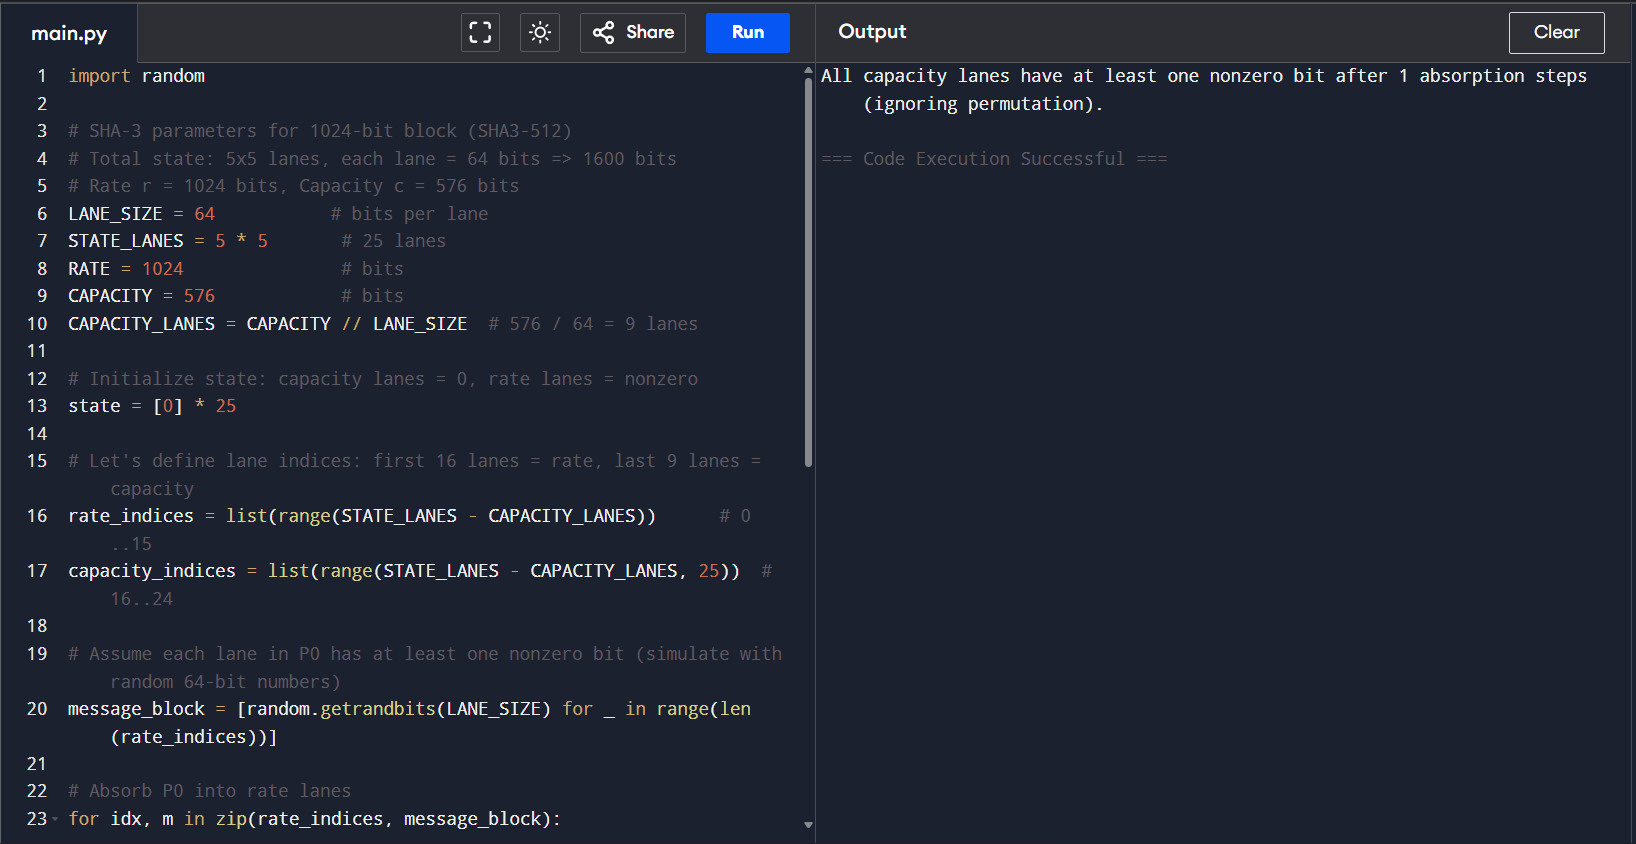 main.py
Share
Run
Output
Clear
1 import random
2
3 # SHA-3 parameters for 1024-bit block (SHA3-512)
4 # Total state: 5x5 lanes, each lane = 64 bits => 1600 bits
5 # Rate r = 1024 bits, Capacity c = 576 bits
6 LANE_SIZE = 64           # bits per lane
7 STATE_LANES = 5 * 5       # 25 lanes
8 RATE = 1024               # bits
9 CAPACITY = 576            # bits
10 CAPACITY_LANES = CAPACITY // LANE_SIZE  # 576 / 64 = 9 lanes
11
12 # Initialize state: capacity lanes = 0, rate lanes = nonzero
13 state = [0] * 25
14
15 # Let's define lane indices: first 16 lanes = rate, last 9 lanes =
capacity
16 rate_indices = list(range(STATE_LANES - CAPACITY_LANES))      # 0
..15
17 capacity_indices = list(range(STATE_LANES - CAPACITY_LANES, 25))  #
16..24
18
19 # Assume each lane in P0 has at least one nonzero bit (simulate with
random 64-bit numbers)
20 message_block = [random.getrandbits(LANE_SIZE) for _ in range(len
(rate_indices))]
21
22 # Absorb P0 into rate lanes
23 for idx, m in zip(rate_indices, message_block):
All capacity lanes have at least one nonzero bit after 1 absorption steps
(ignoring permutation).
=== Code Execution Successful ===